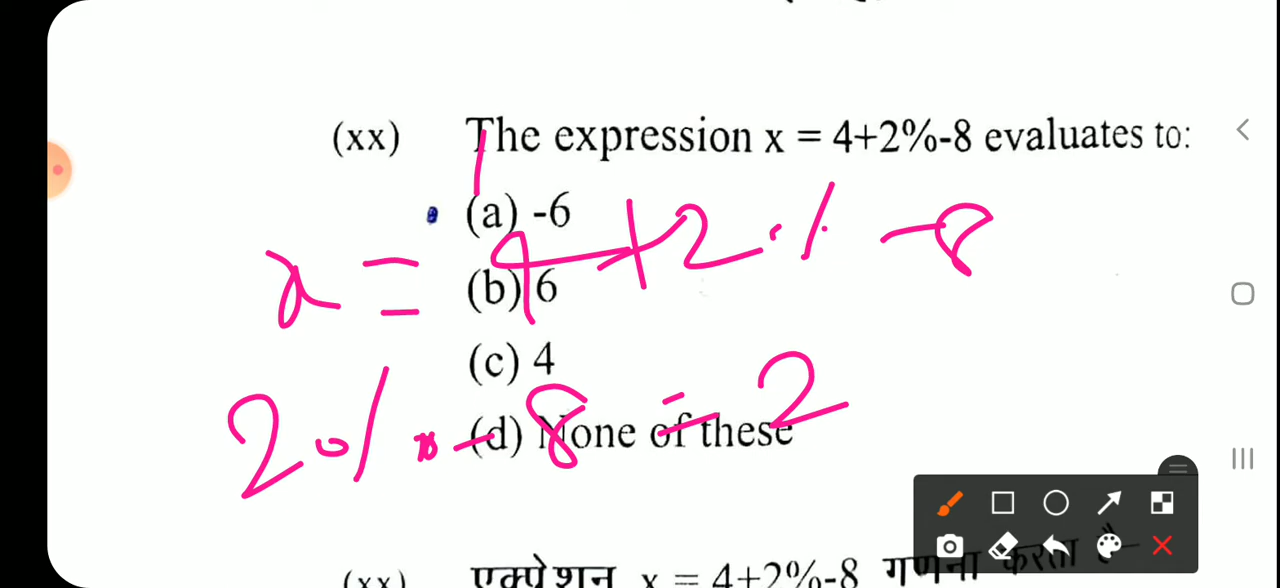 (xx) The expression x = 4+2%-8 evaluates to:
(a) -6
x = 4 + 2 % - 8
(b) 6
(c) 4
2 % - 8 = 2
(d) None of these
(xx) एक्प्रेशन x = 4+2%-8 गणना करता है—